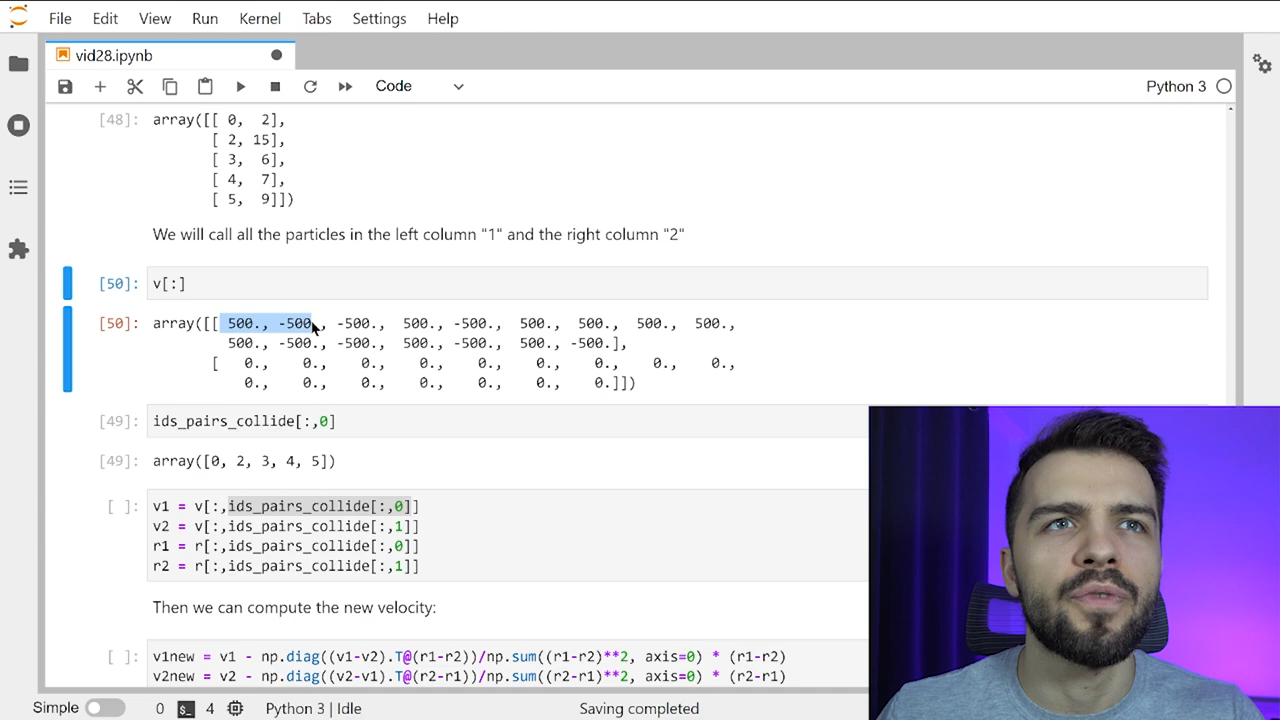 File Edit View Run Kernel Tabs Settings Help
vid28.ipynb
Code
Python 3
[48]: array([[ 0, 2],
[ 2, 15],
[ 3, 6],
[ 4, 7],
[ 5, 9]])
We will call all the particles in the left column "1" and the right column "2"
[50]: v[:]
[50]: array([[ 500., -500., -500., 500., -500., 500., 500., 500., 500.,
500., -500., -500., 500., -500., 500., -500.],
[ 0., 0., 0., 0., 0., 0., 0., 0., 0.,
0., 0., 0., 0., 0., 0., 0.]])
[49]: ids_pairs_collide[:,0]
[49]: array([0, 2, 3, 4, 5])
[ ]: v1 = v[:,ids_pairs_collide[:,0]]
v2 = v[:,ids_pairs_collide[:,1]]
r1 = r[:,ids_pairs_collide[:,0]]
r2 = r[:,ids_pairs_collide[:,1]]
Then we can compute the new velocity:
[ ]: v1new = v1 - np.diag((v1-v2).T@(r1-r2))/np.sum((r1-r2)**2, axis=0) * (r1-r2)
v2new = v2 - np.diag((v2-v1).T@(r2-r1))/np.sum((r2-r1)**2, axis=0) * (r2-r1)
Simple 0 $_ 4 Python 3 | Idle Saving completed